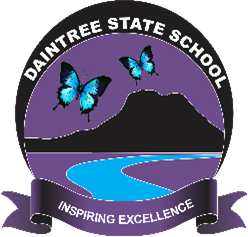 DAINTREE STATE SCHOOL
INSPIRING EXCELLENCE